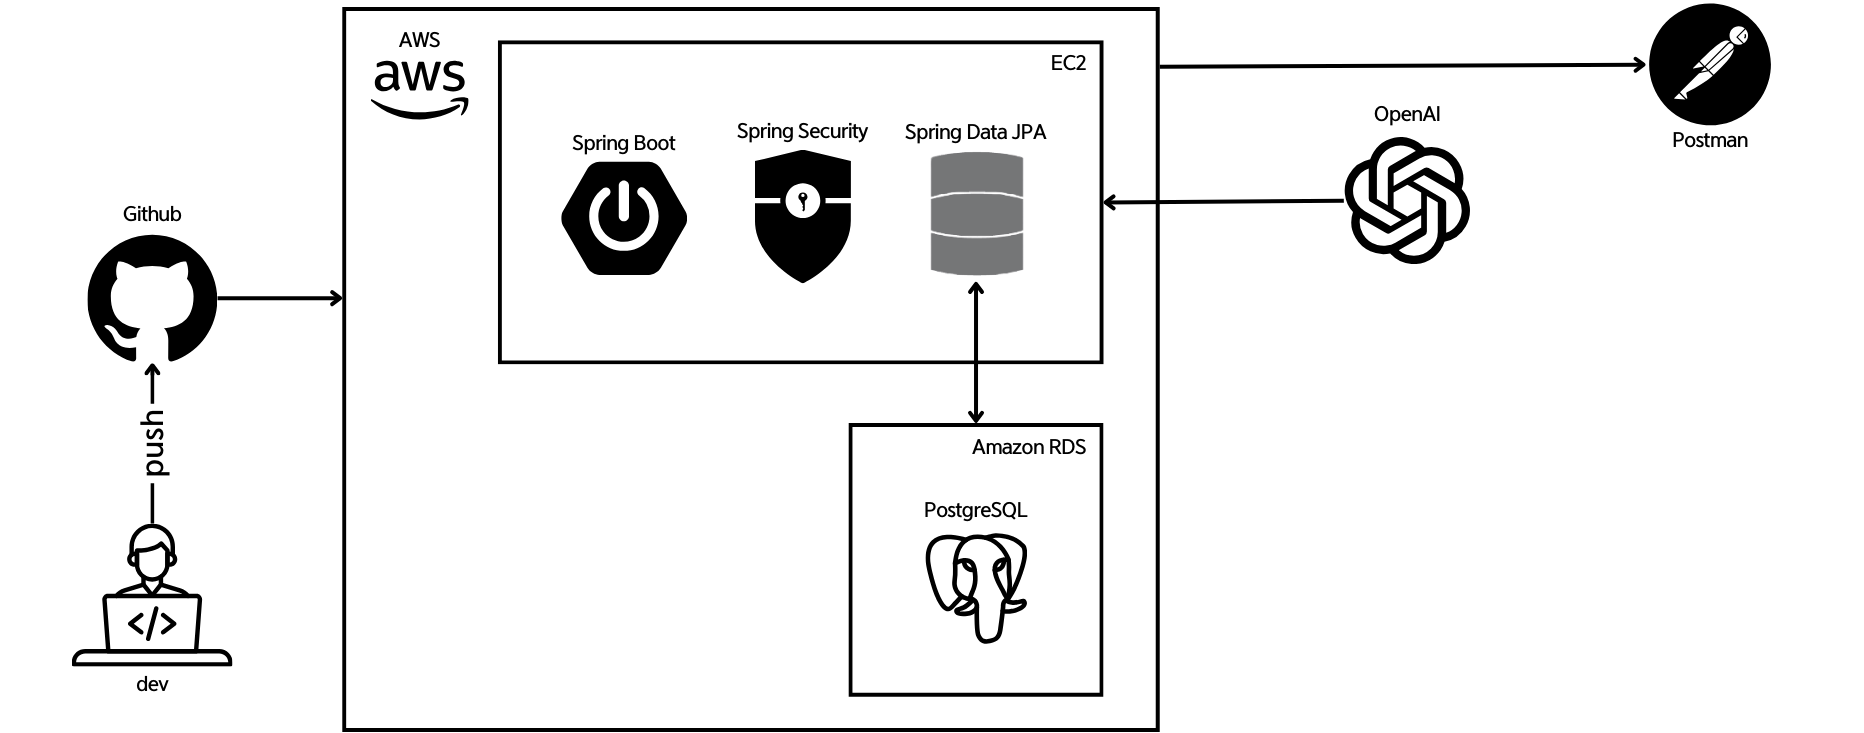 AWS
aws
EC2
Spring Boot
Spring Security
Spring Data JPA
Github
push
</>
dev
Amazon RDS
PostgreSQL
OpenAI
Postman